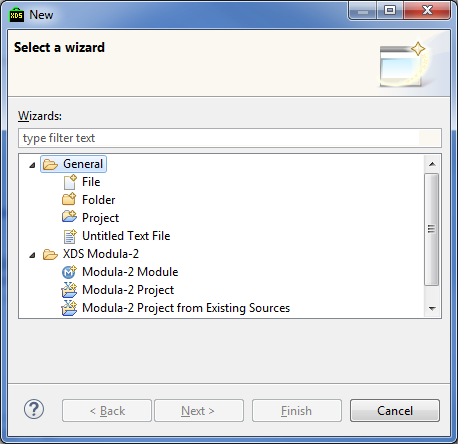 XDS New
Select a wizard
Wizards:
type filter text
General
File
Folder
Project
Untitled Text File
XDS Modula-2
Modula-2 Module
Modula-2 Project
Modula-2 Project from Existing Sources
? < Back Next > Finish Cancel